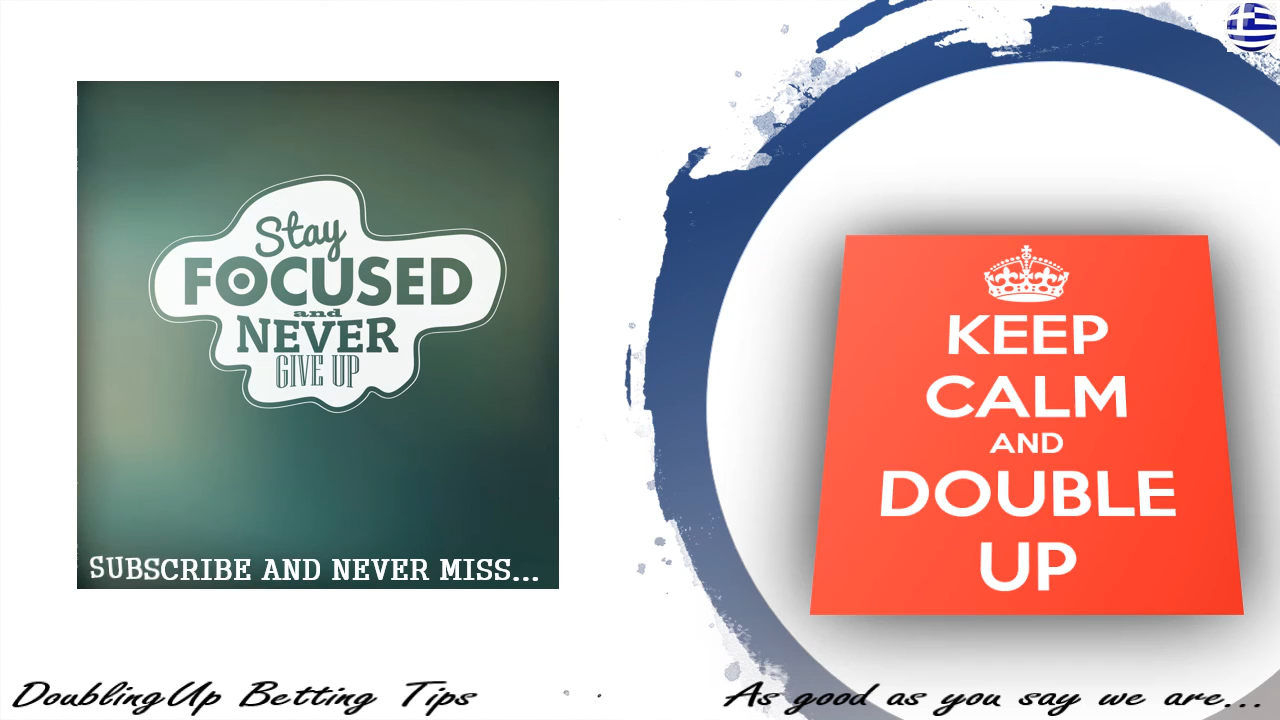 Stay
FOCUSED
and
NEVER
GIVE UP
SUBSCRIBE AND NEVER MISS...
KEEP
CALM
AND
DOUBLE
UP
DoublingUp Betting Tips
As good as you say we are...